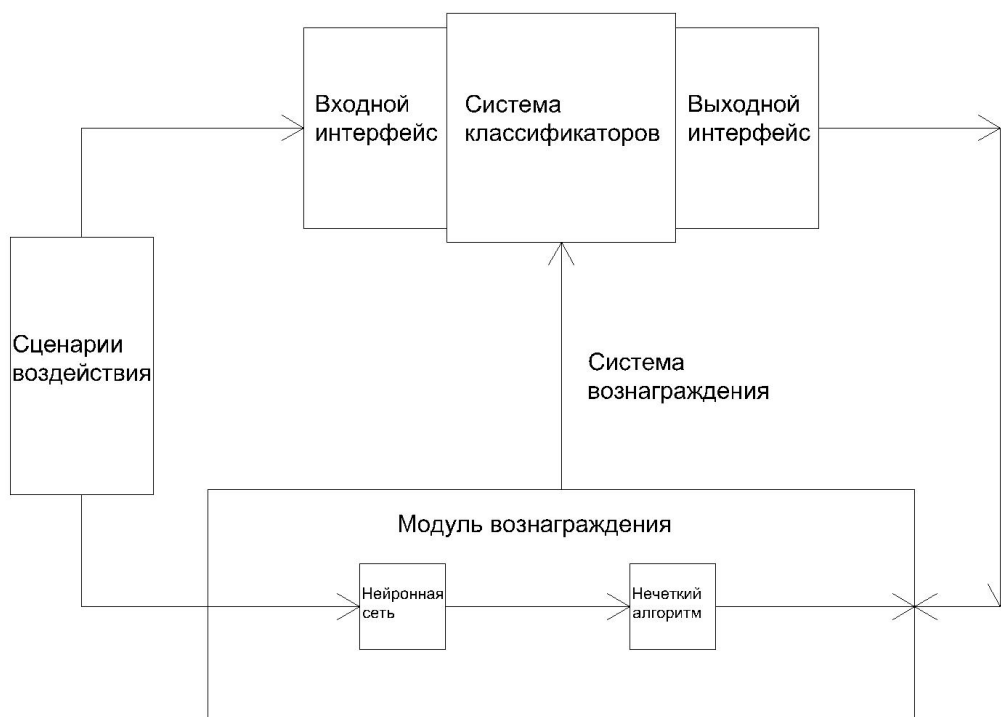 Входной
интерфейс
Система
классификаторов
Выходной
интерфейс
Сценарии
воздействия
Система
вознаграждения
Модуль вознаграждения
Нейронная
сеть
Нечеткий
алгоритм